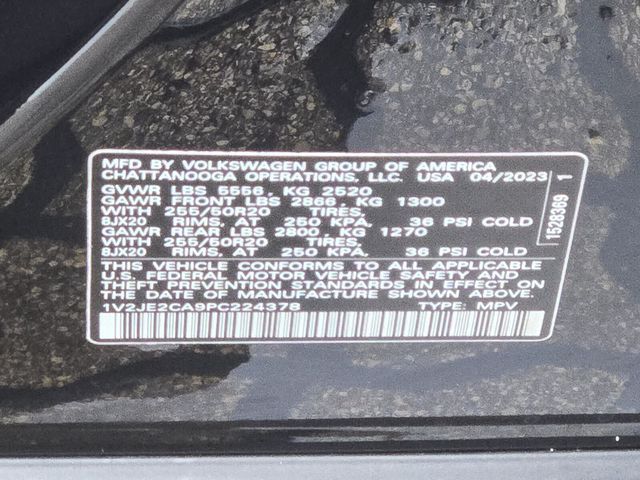 MFD BY VOLKSWAGEN GROUP OF AMERICA
CHATTANOOGA OPERATIONS, LLC. USA 04/2023
GVWR LBS 5556, KG 2520
GAWR FRONT LBS 2866, KG 1300
WITH 255/50R20 TIRES,
8JX20 RIMS, AT 250 KPA, 36 PSI COLD
GAWR REAR LBS 2800, KG 1270
WITH 255/50R20 TIRES,
8JX20 RIMS, AT 250 KPA, 36 PSI COLD
THIS VEHICLE CONFORMS TO ALL APPLICABLE
U.S. FEDERAL MOTOR VEHICLE SAFETY AND
THEFT PREVENTION STANDARDS IN EFFECT ON THE
DATE OF MANUFACTURE SHOWN ABOVE.
1V2JE2CA9PC224378 TYPE: MPV
1528369 1